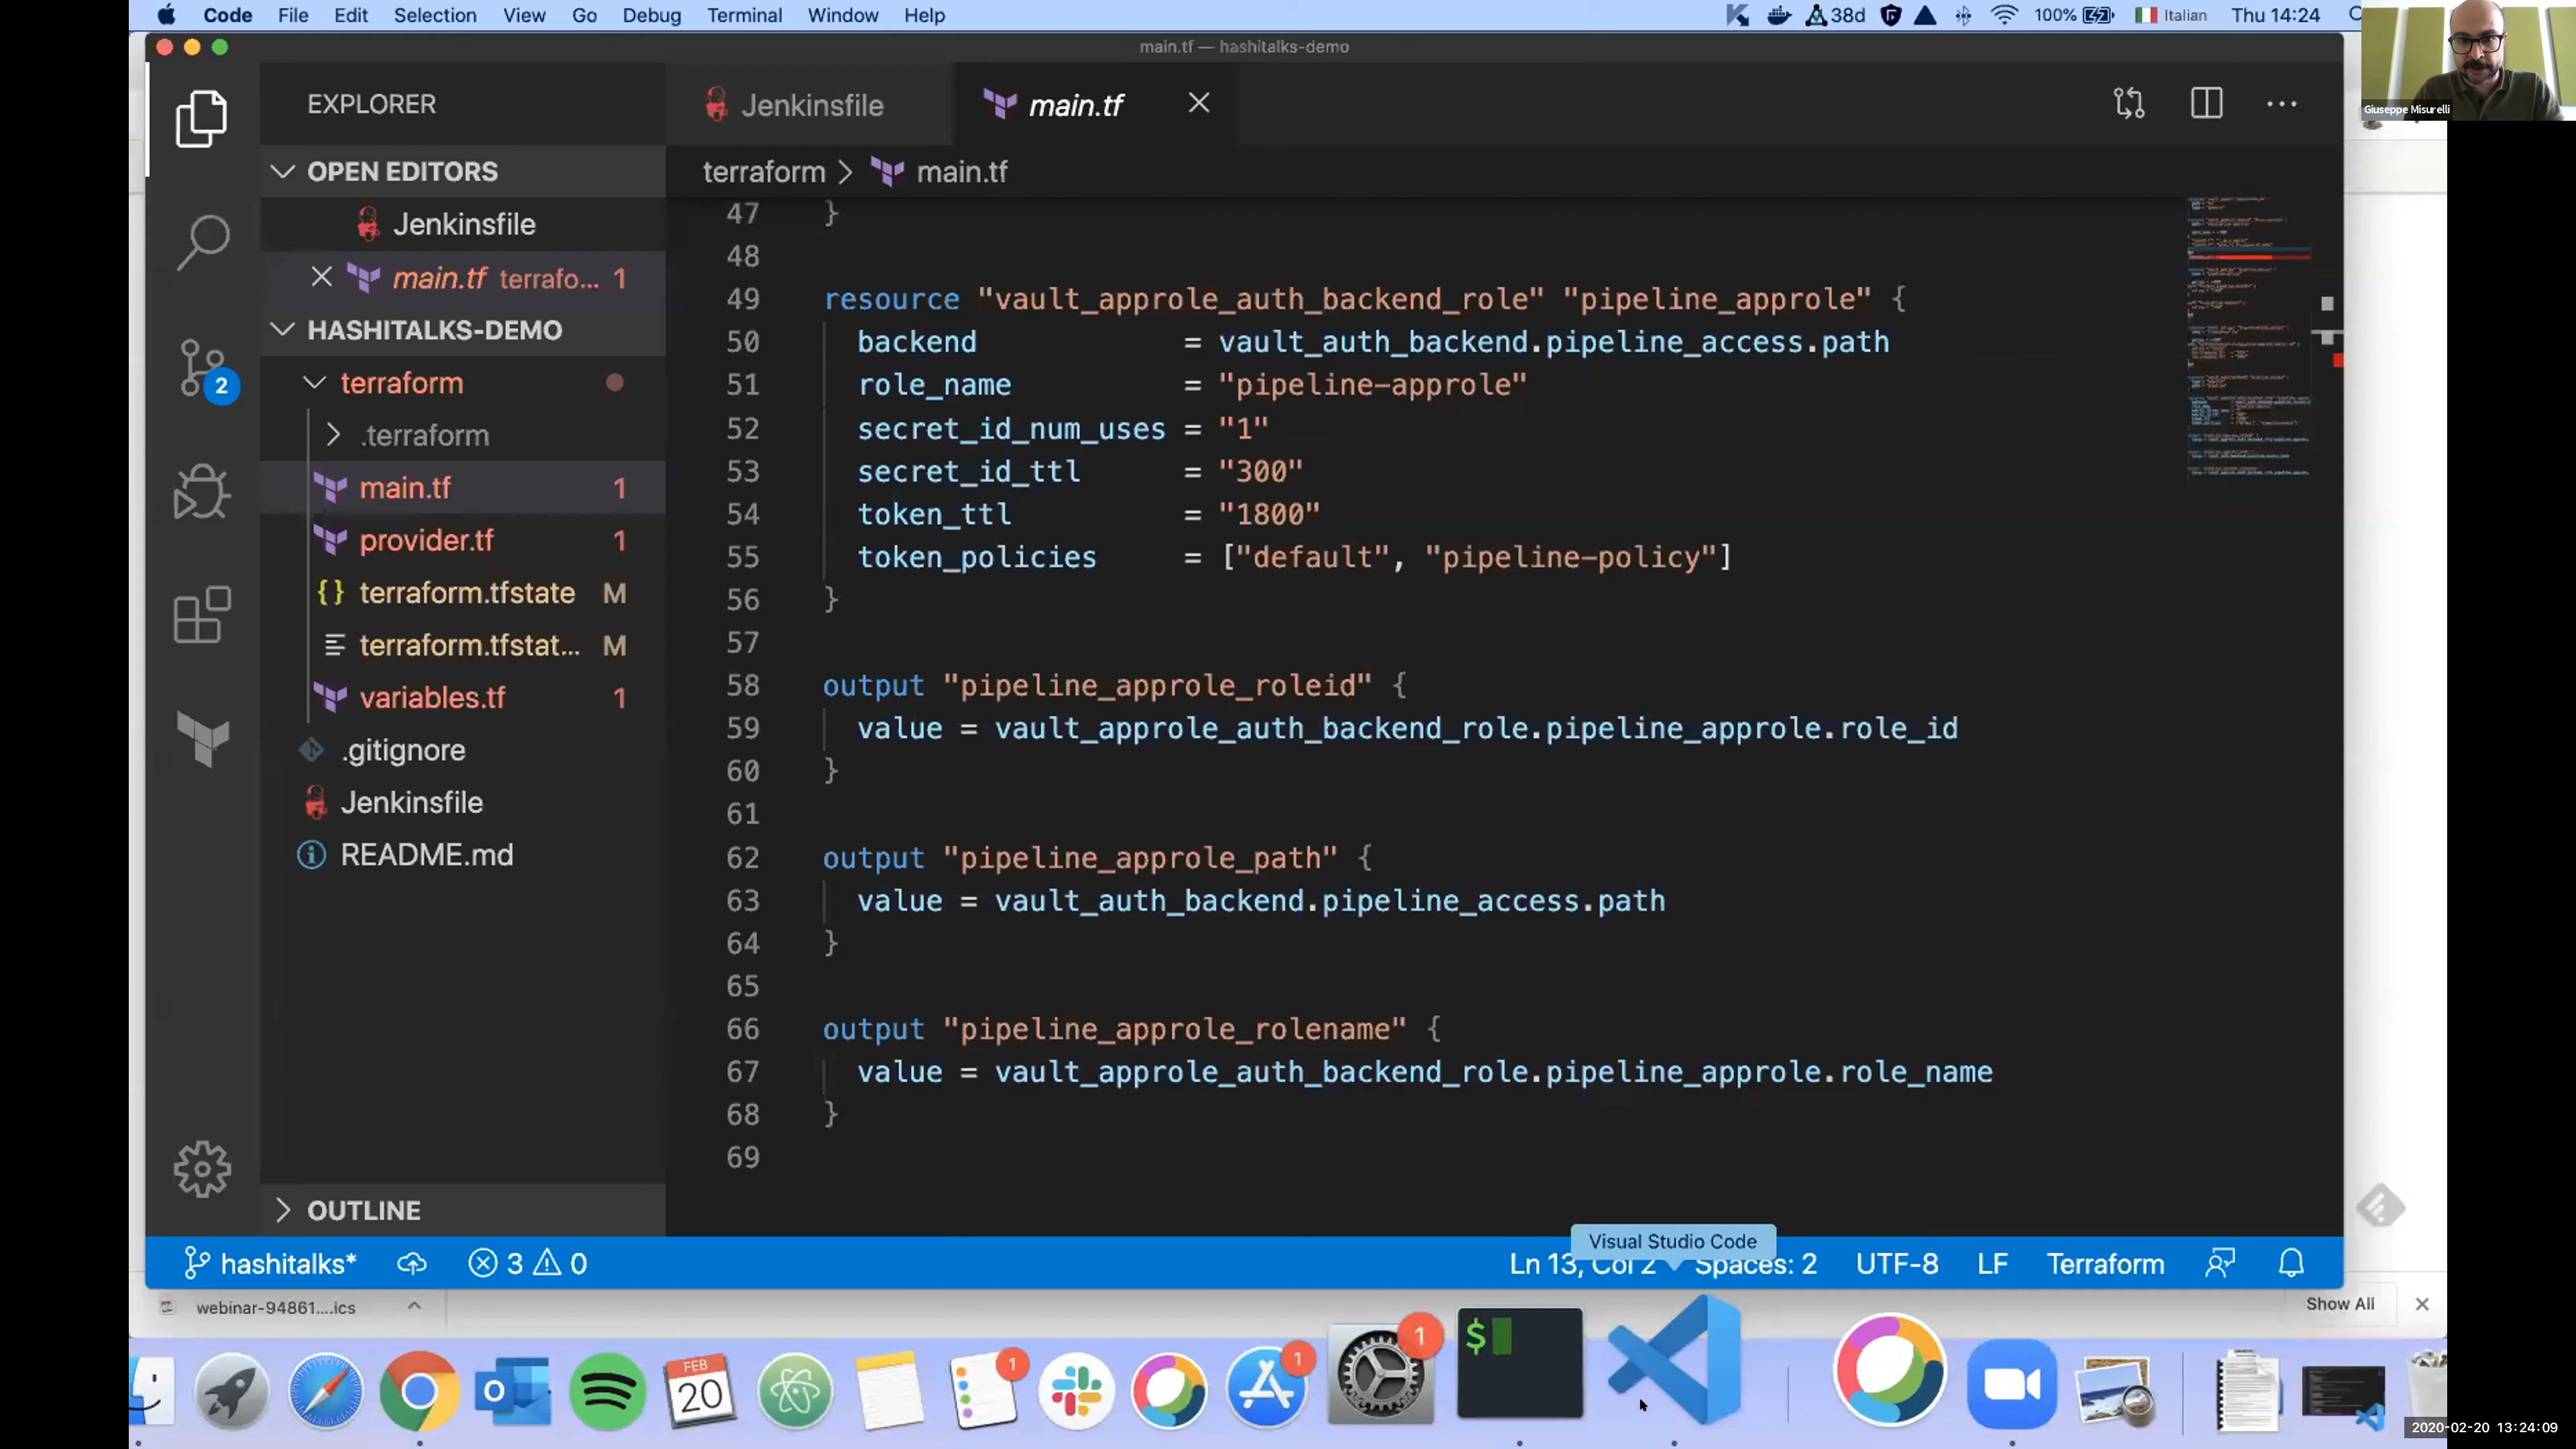 Code File Edit Selection View Go Debug Terminal Window Help 38d 100% Italian Thu 14:24
main.tf — hashitalks-demo
Giuseppe Misurelli
EXPLORER
OPEN EDITORS
Jenkinsfile
main.tf terrafo... 1
HASHITALKS-DEMO
terraform
.terraform
main.tf 1
provider.tf 1
{} terraform.tfstate M
terraform.tfstat... M
variables.tf 1
.gitignore
Jenkinsfile
README.md
OUTLINE
2
Jenkinsfile main.tf
terraform > main.tf
47 }
48
49 resource "vault_approle_auth_backend_role" "pipeline_approle" {
50 backend = vault_auth_backend.pipeline_access.path
51 role_name = "pipeline-approle"
52 secret_id_num_uses = "1"
53 secret_id_ttl = "300"
54 token_ttl = "1800"
55 token_policies = ["default", "pipeline-policy"]
56 }
57
58 output "pipeline_approle_roleid" {
59 value = vault_approle_auth_backend_role.pipeline_approle.role_id
60 }
61
62 output "pipeline_approle_path" {
63 value = vault_auth_backend.pipeline_access.path
64 }
65
66 output "pipeline_approle_rolename" {
67 value = vault_approle_auth_backend_role.pipeline_approle.role_name
68 }
69
Visual Studio Code
hashitalks* 3 0 Ln 13, Col 2 Spaces: 2 UTF-8 LF Terraform
webinar-94861....ics Show All
FEB
20
1
1
1
$
2020-02-20 13:24:09